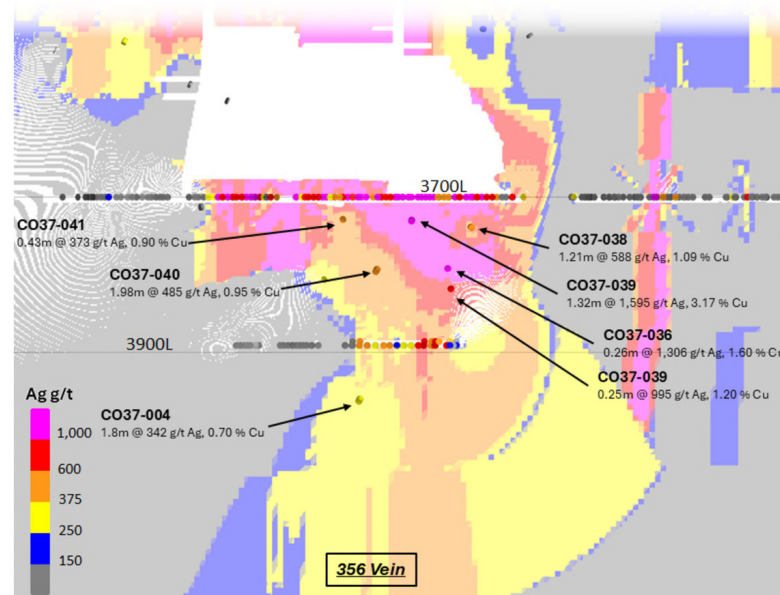 3700L
CO37-041
0.43m @ 373 g/t Ag, 0.90 % Cu
CO37-038
1.21m @ 588 g/t Ag, 1.09 % Cu
CO37-040
1.98m @ 485 g/t Ag, 0.95 % Cu
CO37-039
1.32m @ 1,595 g/t Ag, 3.17 % Cu
CO37-036
0.26m @ 1,306 g/t Ag, 1.60 % Cu
3900L
CO37-039
0.25m @ 995 g/t Ag, 1.20 % Cu
Ag g/t
CO37-004
1.8m @ 342 g/t Ag, 0.70 % Cu
1,000
600
375
250
150
356 Vein